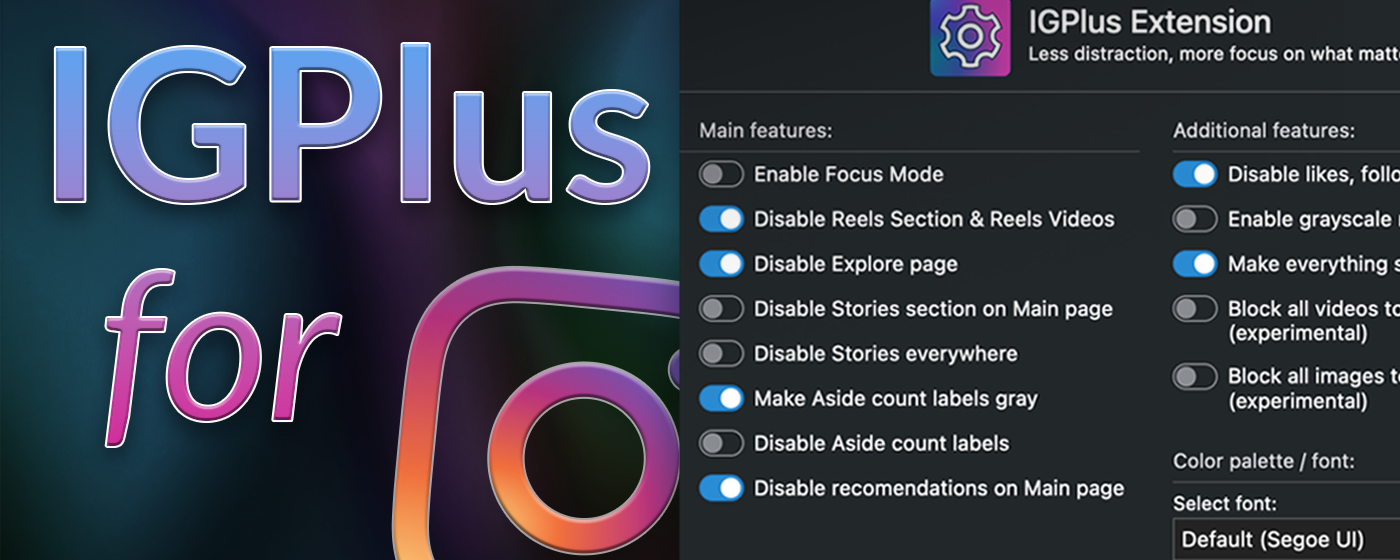 IGPlus
for
IGPlus Extension
Less distraction, more focus on what matt
Main features:
Enable Focus Mode
Disable Reels Section & Reels Videos
Disable Explore page
Disable Stories section on Main page
Disable Stories everywhere
Make Aside count labels gray
Disable Aside count labels
Disable recomendations on Main page
Additional features:
Disable likes, follo
Enable grayscale
Make everything s
Block all videos to
(experimental)
Block all images to
(experimental)
Color palette / font:
Select font:
Default (Segoe UI)